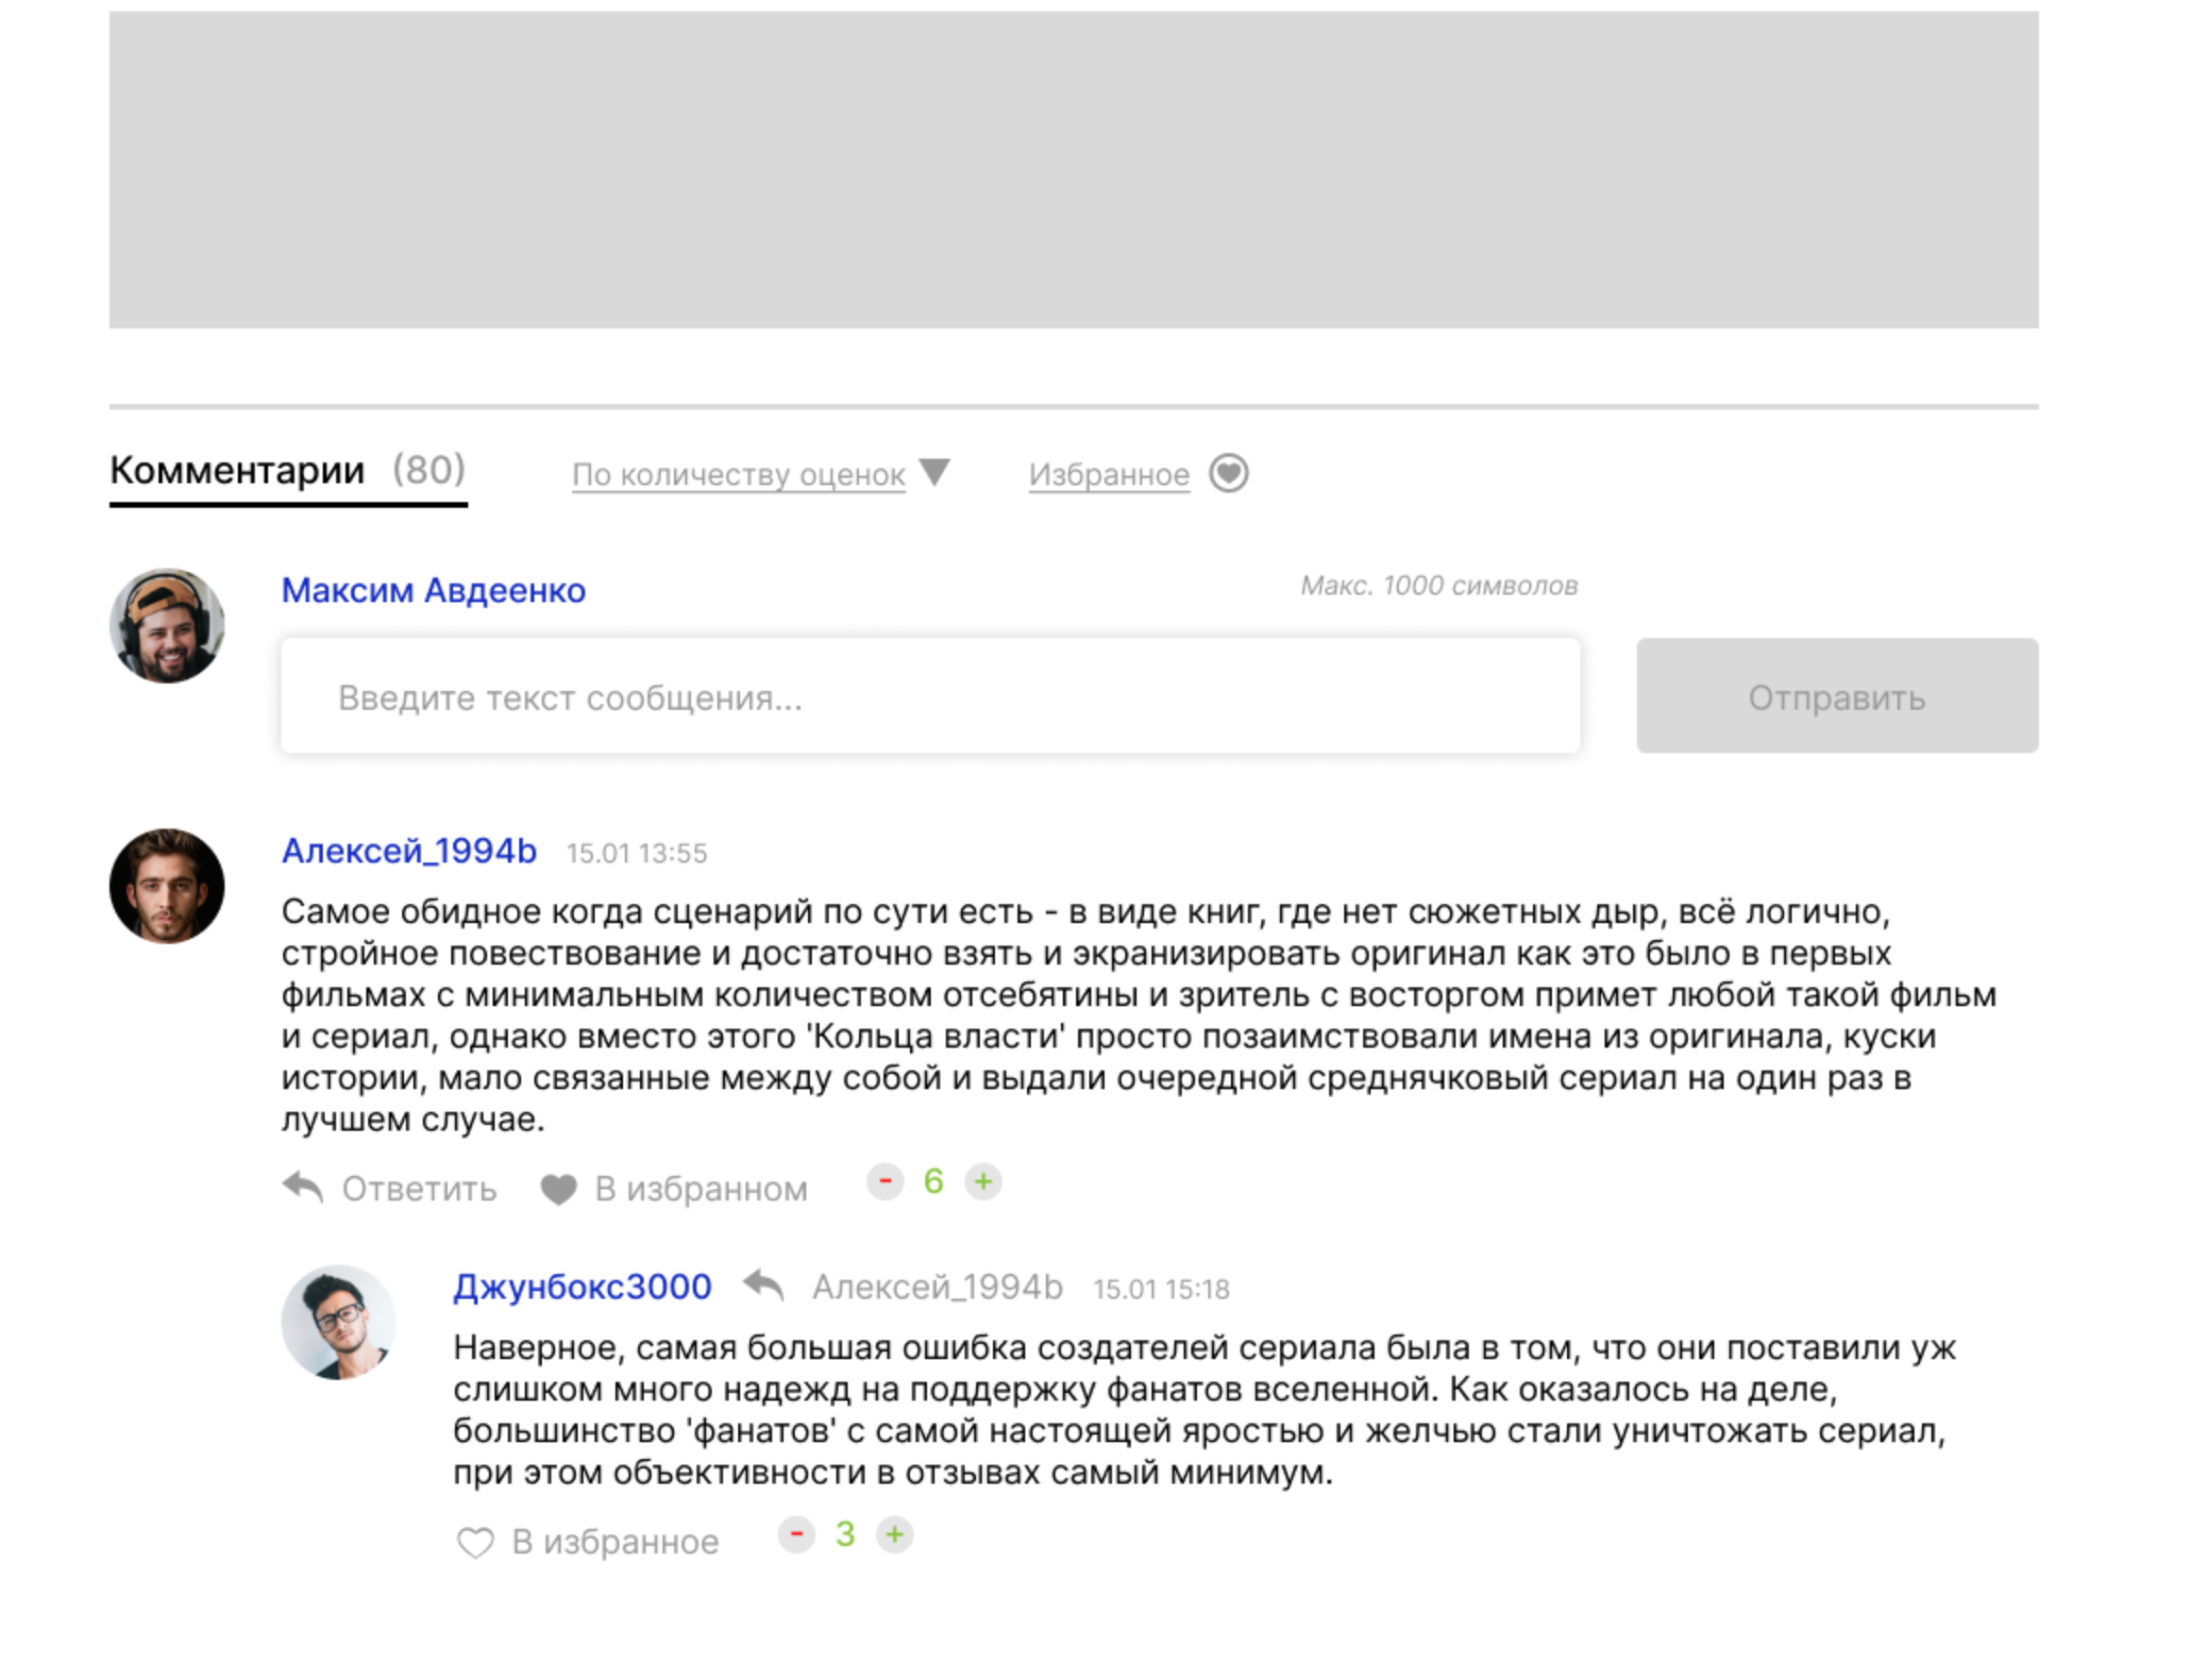 Комментарии (80) По количеству оценок Избранное
Максим Авдеенко Макс. 1000 символов
Введите текст сообщения... Отправить
Алексей_1994b 15.01 13:55
Самое обидное когда сценарий по сути есть - в виде книг, где нет сюжетных дыр, всё логично,
стройное повествование и достаточно взять и экранизировать оригинал как это было в первых
фильмах с минимальным количеством отсебятины и зритель с восторгом примет любой такой фильм
и сериал, однако вместо этого 'Кольца власти' просто позаимствовали имена из оригинала, куски
истории, мало связанные между собой и выдали очередной среднячковый сериал на один раз в
лучшем случае.
Ответить В избранном - 6 +
Джунбокс3000 Алексей_1994b 15.01 15:18
Наверное, самая большая ошибка создателей сериала была в том, что они поставили уж
слишком много надежд на поддержку фанатов вселенной. Как оказалось на деле,
большинство 'фанатов' с самой настоящей яростью и желчью стали уничтожать сериал,
при этом объективности в отзывах самый минимум.
В избранное - 3 +